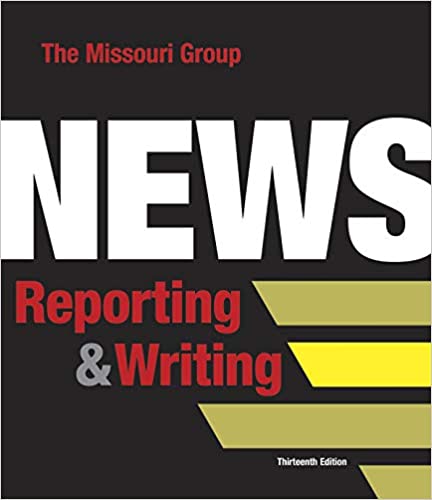 The Missouri Group
NEWS
Reporting
& Writing
Thirteenth Edition